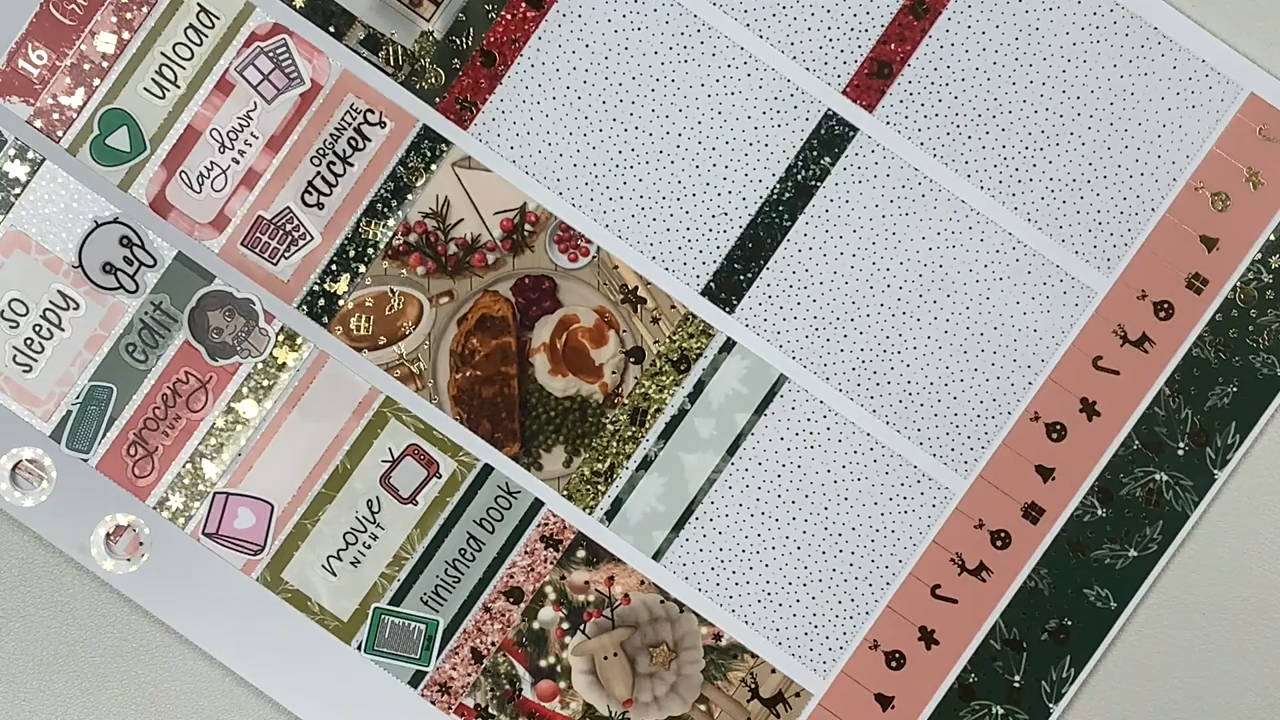 16
upload
lay down
BASE
ORGANIZE
stickers
so
sleepy
edit
grocery
RUN
movie
NIGHT
finished book